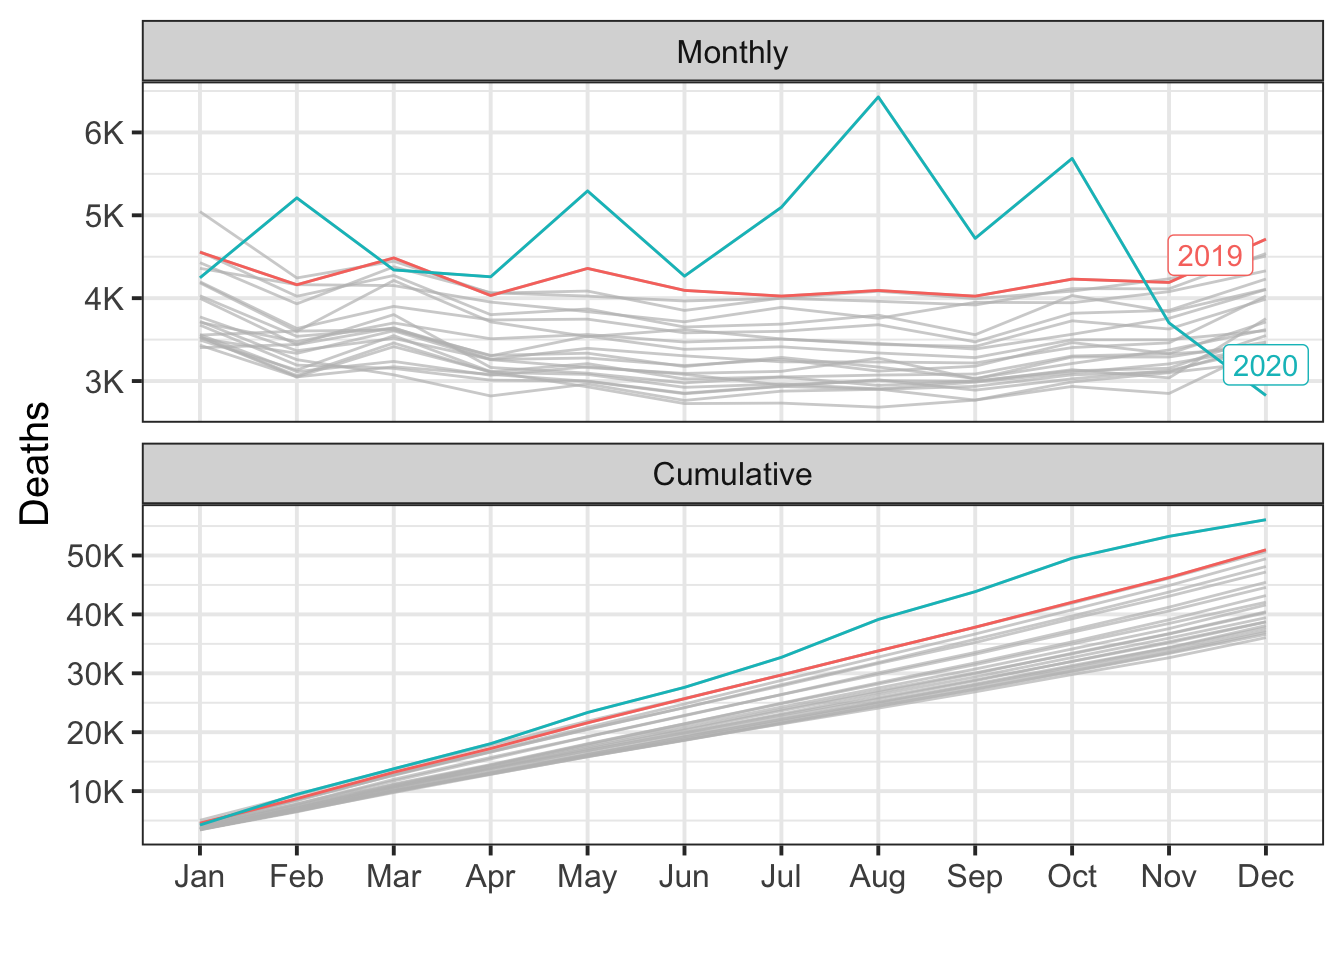 Monthly
6K
5K
4K
3K
2019
2020
Deaths
Cumulative
50K
40K
30K
20K
10K
Jan Feb Mar Apr May Jun Jul Aug Sep Oct Nov Dec